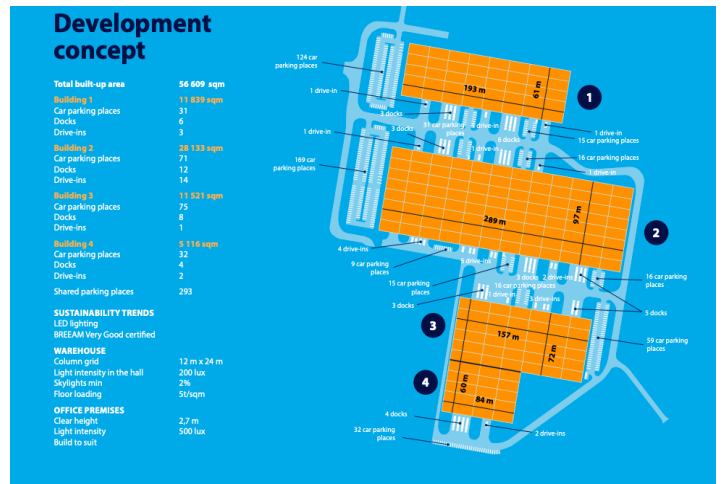 Development
concept
Total built-up area 56 609 sqm
Building 1 11 839 sqm
Car parking places 31
Docks 6
Drive-ins 3
Building 2 28 133 sqm
Car parking places 71
Docks 12
Drive-ins 14
Building 3 11 521 sqm
Car parking places 75
Docks 8
Drive-ins 1
Building 4 5 116 sqm
Car parking places 32
Docks 4
Drive-ins 2
Shared parking places 293
SUSTAINABILITY TRENDS
LED lighting
BREEAM Very Good certified
WAREHOUSE
Column grid 12 m x 24 m
Light intensity in the hall 200 lux
Skylights min 2%
Floor loading 5t/sqm
OFFICE PREMISES
Clear height 2,7 m
Light intensity 500 lux
Build to suit
124 car
parking places
1 drive-in
193 m
61 m
1
3 docks
31 car parking
places
1 drive-in
3 docks
drive-in
6 docks
1 drive-in
15 car parking places
16 car parking places
1 drive-in
1 drive-in
169 car
parking places
289 m
97 m
2
4 drive-ins
9 car parking
places
5 drive-ins
15 car parking
places
3 docks
2 drive-ins
16 car parking
places
3 docks
16 car parking places
1 drive-in
drive-ins
5 docks
3
157 m
72 m
59 car parking
places
4
60 m
84 m
4 docks
2 drive-ins
32 car parking
places